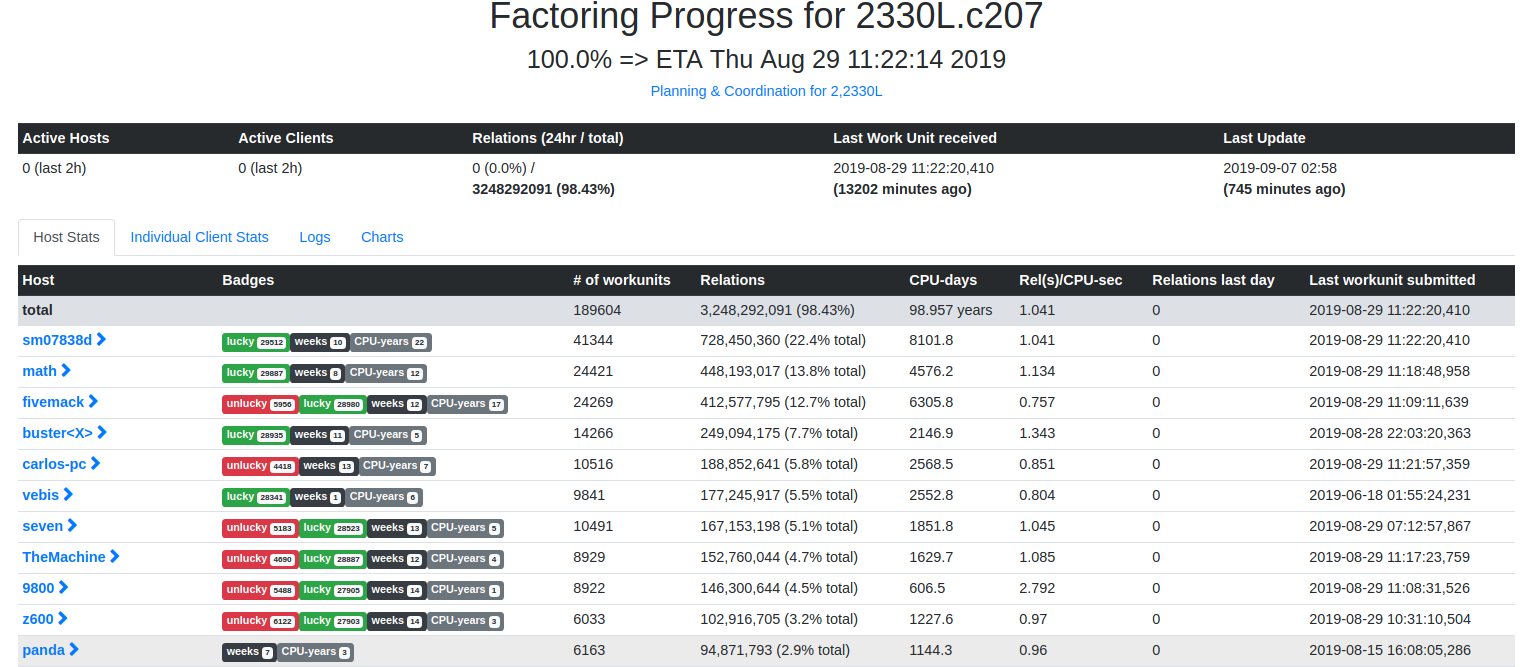 Factoring Progress for 2330L.c207
100.0% => ETA Thu Aug 29 11:22:14 2019
Planning & Coordination for 2,2330L
Active Hosts Active Clients Relations (24hr / total) Last Work Unit received Last Update
0 (last 2h) 0 (last 2h) 0 (0.0%) / 2019-08-29 11:22:20,410 2019-09-07 02:58
3248292091 (98.43%) (13202 minutes ago) (745 minutes ago)
Host Stats Individual Client Stats Logs Charts
Host Badges # of workunits Relations CPU-days Rel(s)/CPU-sec Relations last day Last workunit submitted
total 189604 3,248,292,091 (98.43%) 98.957 years 1.041 0 2019-08-29 11:22:20,410
sm07838d lucky 29512 weeks 10 CPU-years 22 41344 728,450,360 (22.4% total) 8101.8 1.041 0 2019-08-29 11:22:20,410
math lucky 29887 weeks 8 CPU-years 12 24421 448,193,017 (13.8% total) 4576.2 1.134 0 2019-08-29 11:18:48,958
fivemack unlucky 5956 lucky 28980 weeks 12 CPU-years 17 24269 412,577,795 (12.7% total) 6305.8 0.757 0 2019-08-29 11:09:11,639
buster<X> lucky 28935 weeks 11 CPU-years 5 14266 249,094,175 (7.7% total) 2146.9 1.343 0 2019-08-28 22:03:20,363
carlos-pc unlucky 4418 weeks 13 CPU-years 7 10516 188,852,641 (5.8% total) 2568.5 0.851 0 2019-08-29 11:21:57,359
vebis lucky 28341 weeks 1 CPU-years 6 9841 177,245,917 (5.5% total) 2552.8 0.804 0 2019-06-18 01:55:24,231
seven unlucky 5183 lucky 28523 weeks 13 CPU-years 5 10491 167,153,198 (5.1% total) 1851.8 1.045 0 2019-08-29 07:12:57,867
TheMachine unlucky 4690 lucky 28887 weeks 12 CPU-years 4 8929 152,760,044 (4.7% total) 1629.7 1.085 0 2019-08-29 11:17:23,759
9800 unlucky 5488 lucky 27905 weeks 14 CPU-years 1 8922 146,300,644 (4.5% total) 606.5 2.792 0 2019-08-29 11:08:31,526
z600 unlucky 6122 lucky 27903 weeks 14 CPU-years 3 6033 102,916,705 (3.2% total) 1227.6 0.97 0 2019-08-29 10:31:10,504
panda weeks 7 CPU-years 3 6163 94,871,793 (2.9% total) 1144.3 0.96 0 2019-08-15 16:08:05,286